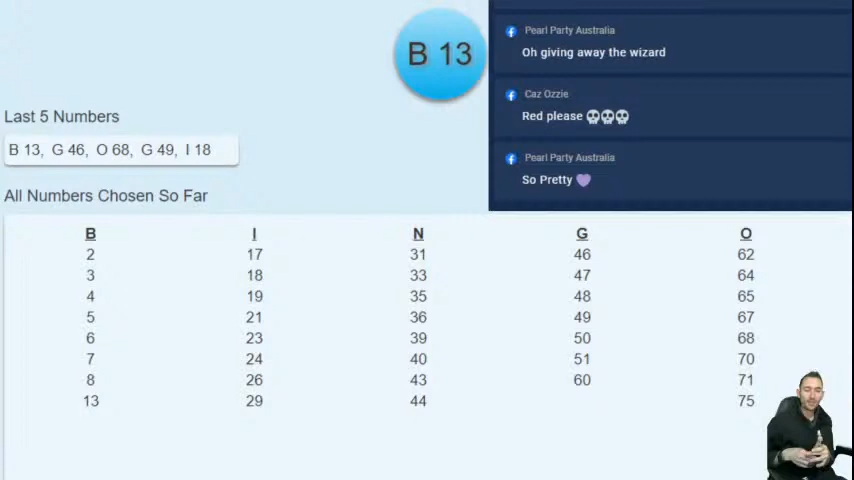 B 13
Pearl Party Australia
Oh giving away the wizard
Caz Ozzie
Red please 💀💀💀
Pearl Party Australia
So Pretty 💜
Last 5 Numbers
B 13, G 46, O 68, G 49, I 18
All Numbers Chosen So Far
B I N G O
2 17 31 46 62
3 18 33 47 64
4 19 35 48 65
5 21 36 49 67
6 23 39 50 68
7 24 40 51 70
8 26 43 60 71
13 29 44 75